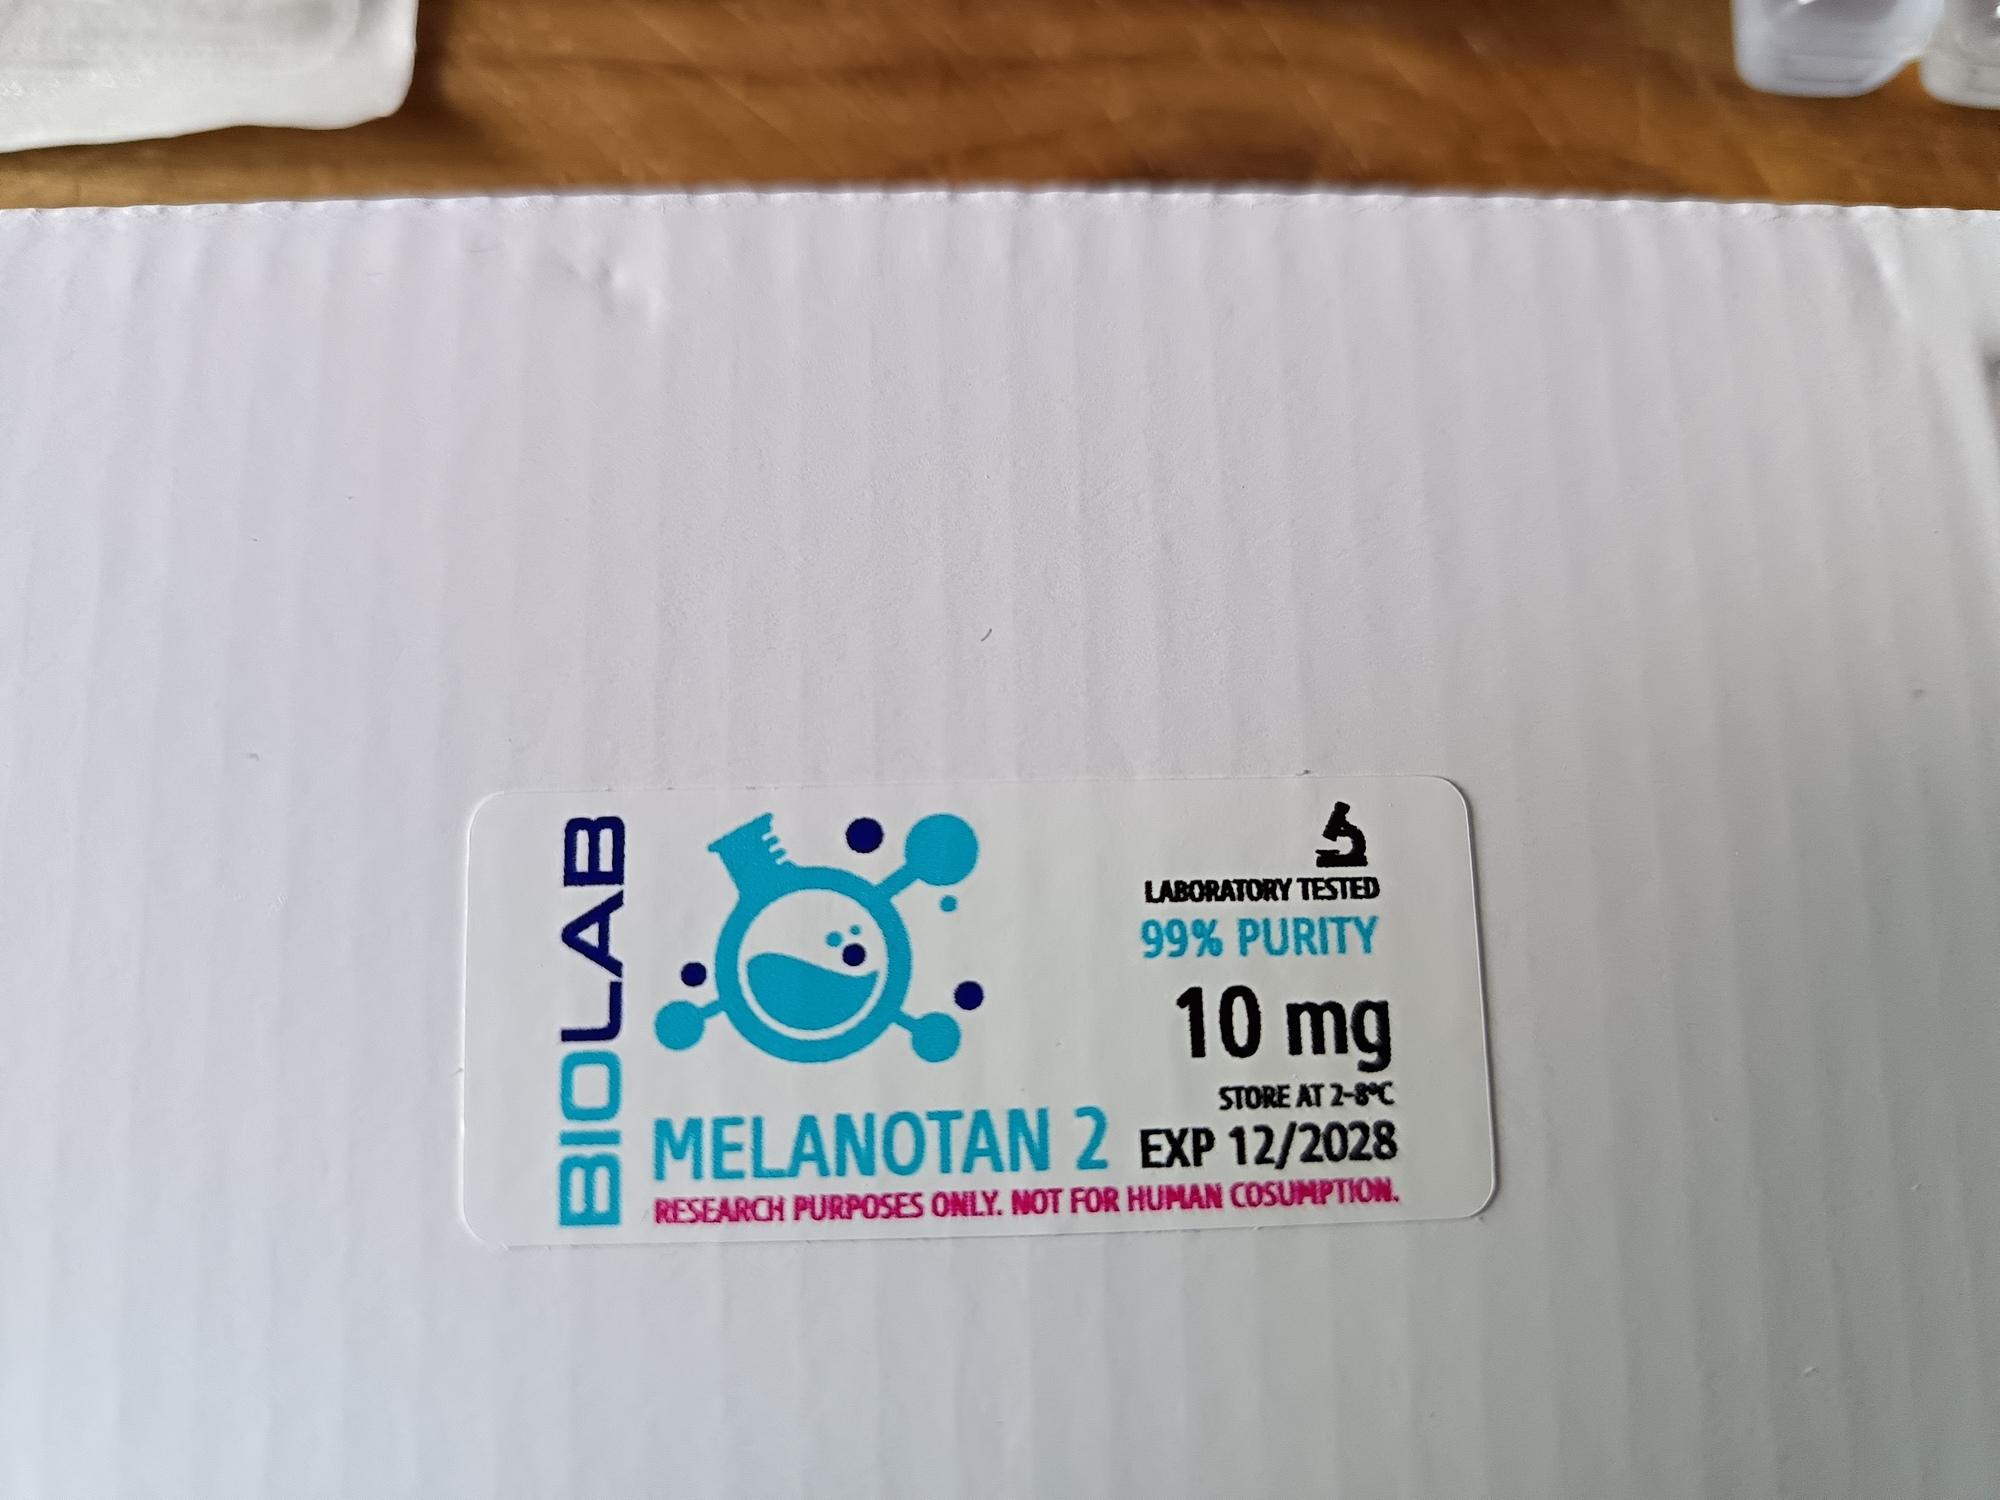 BIOLAB
LABORATORY TESTED
99% PURITY
10 mg
STORE AT 2-8°C
MELANOTAN 2
EXP 12/2028
RESEARCH PURPOSES ONLY. NOT FOR HUMAN COSUMPTION.